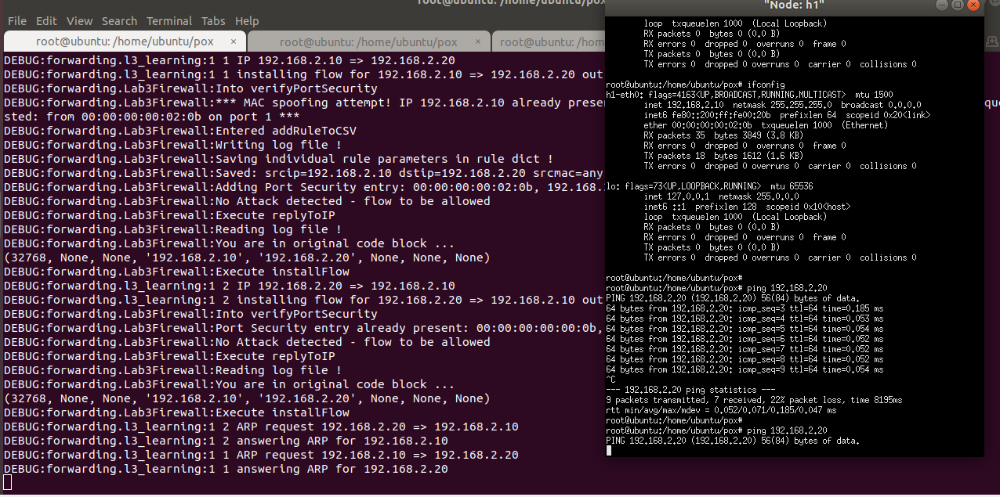 root@ubuntu: /home/ubuntu/pox
File Edit View Search Terminal Tabs Help
root@ubuntu: /home/ubuntu/pox × root@ubuntu: /home/ubuntu/pox × root@ubuntu: /home/ubuntu/pox
DEBUG:forwarding.l3_learning:1 1 IP 192.168.2.10 => 192.168.2.20
DEBUG:forwarding.l3_learning:1 1 installing flow for 192.168.2.10 => 192.168.2.20 out
DEBUG:forwarding.Lab3Firewall:Into verifyPortSecurity
DEBUG:forwarding.Lab3Firewall:*** MAC spoofing attempt! IP 192.168.2.10 already prese
que
sted: from 00:00:00:00:02:0b on port 1 ***
DEBUG:forwarding.Lab3Firewall:Entered addRuleToCSV
DEBUG:forwarding.Lab3Firewall:Writing log file !
DEBUG:forwarding.Lab3Firewall:Saving individual rule parameters in rule dict !
DEBUG:forwarding.Lab3Firewall:Saved: srcip=192.168.2.10 dstip=192.168.2.20 srcmac=any
DEBUG:forwarding.Lab3Firewall:Adding Port Security entry: 00:00:00:00:02:0b, 192.168.
DEBUG:forwarding.Lab3Firewall:No Attack detected - flow to be allowed
DEBUG:forwarding.Lab3Firewall:Execute replyToIP
DEBUG:forwarding.Lab3Firewall:Reading log file !
DEBUG:forwarding.Lab3Firewall:You are in original code block ...
(32768, None, None, '192.168.2.10', '192.168.2.20', None, None, None)
DEBUG:forwarding.Lab3Firewall:Execute installFlow
DEBUG:forwarding.l3_learning:1 2 IP 192.168.2.20 => 192.168.2.10
DEBUG:forwarding.l3_learning:1 2 installing flow for 192.168.2.20 => 192.168.2.10 out
DEBUG:forwarding.Lab3Firewall:Into verifyPortSecurity
DEBUG:forwarding.Lab3Firewall:Port Security entry already present: 00:00:00:00:00:0b,
DEBUG:forwarding.Lab3Firewall:No Attack detected - flow to be allowed
DEBUG:forwarding.Lab3Firewall:Execute replyToIP
DEBUG:forwarding.Lab3Firewall:Reading log file !
DEBUG:forwarding.Lab3Firewall:You are in original code block ...
(32768, None, None, '192.168.2.10', '192.168.2.20', None, None, None)
DEBUG:forwarding.Lab3Firewall:Execute installFlow
DEBUG:forwarding.l3_learning:1 2 ARP request 192.168.2.20 => 192.168.2.10
DEBUG:forwarding.l3_learning:1 2 answering ARP for 192.168.2.10
DEBUG:forwarding.l3_learning:1 1 ARP request 192.168.2.10 => 192.168.2.20
DEBUG:forwarding.l3_learning:1 1 answering ARP for 192.168.2.20
"Node: h1"
loop txqueuelen 1000 (Local Loopback)
RX packets 0 bytes 0 (0.0 B)
RX errors 0 dropped 0 overruns 0 frame 0
TX packets 0 bytes 0 (0.0 B)
TX errors 0 dropped 0 overruns 0 carrier 0 collisions 0
root@ubuntu:/home/ubuntu/pox# ifconfig
h1-eth0: flags=4163<UP,BROADCAST,RUNNING,MULTICAST> mtu 1500
inet 192.168.2.10 netmask 255.255.255.0 broadcast 0.0.0.0
inet6 fe80::200:ff:fe00:20b prefixlen 64 scopeid 0x20<link>
ether 00:00:00:00:02:0b txqueuelen 1000 (Ethernet)
RX packets 35 bytes 3849 (3.8 KB)
RX errors 0 dropped 0 overruns 0 frame 0
TX packets 18 bytes 1612 (1.6 KB)
TX errors 0 dropped 0 overruns 0 carrier 0 collisions 0
lo: flags=73<UP,LOOPBACK,RUNNING> mtu 65536
inet 127.0.0.1 netmask 255.0.0.0
inet6 ::1 prefixlen 128 scopeid 0x10<host>
loop txqueuelen 1000 (Local Loopback)
RX packets 0 bytes 0 (0.0 B)
RX errors 0 dropped 0 overruns 0 frame 0
TX packets 0 bytes 0 (0.0 B)
TX errors 0 dropped 0 overruns 0 carrier 0 collisions 0
root@ubuntu:/home/ubuntu/pox#
root@ubuntu:/home/ubuntu/pox# ping 192.168.2.20
PING 192.168.2.20 (192.168.2.20) 56(84) bytes of data.
64 bytes from 192.168.2.20: icmp_seq=3 ttl=64 time=0.185 ms
64 bytes from 192.168.2.20: icmp_seq=4 ttl=64 time=0.053 ms
64 bytes from 192.168.2.20: icmp_seq=5 ttl=64 time=0.054 ms
64 bytes from 192.168.2.20: icmp_seq=6 ttl=64 time=0.052 ms
64 bytes from 192.168.2.20: icmp_seq=7 ttl=64 time=0.052 ms
64 bytes from 192.168.2.20: icmp_seq=8 ttl=64 time=0.052 ms
64 bytes from 192.168.2.20: icmp_seq=9 ttl=64 time=0.054 ms
^C
--- 192.168.2.20 ping statistics ---
9 packets transmitted, 7 received, 22% packet loss, time 8195ms
rtt min/avg/max/mdev = 0.052/0.071/0.185/0.047 ms
root@ubuntu:/home/ubuntu/pox#
root@ubuntu:/home/ubuntu/pox# ping 192.168.2.20
PING 192.168.2.20 (192.168.2.20) 56(84) bytes of data.